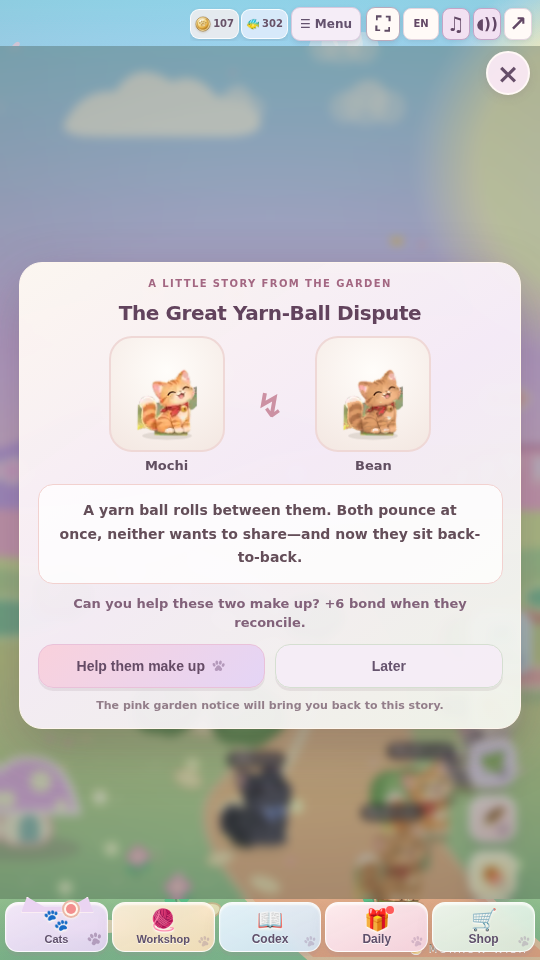 107
302
☰ Menu
EN
A LITTLE STORY FROM THE GARDEN
The Great Yarn-Ball Dispute
Mochi
Bean
A yarn ball rolls between them. Both pounce at
once, neither wants to share—and now they sit back-
to-back.
Can you help these two make up? +6 bond when they
reconcile.
Help them make up
Later
The pink garden notice will bring you back to this story.
Cats
Workshop
Codex
Daily
Shop